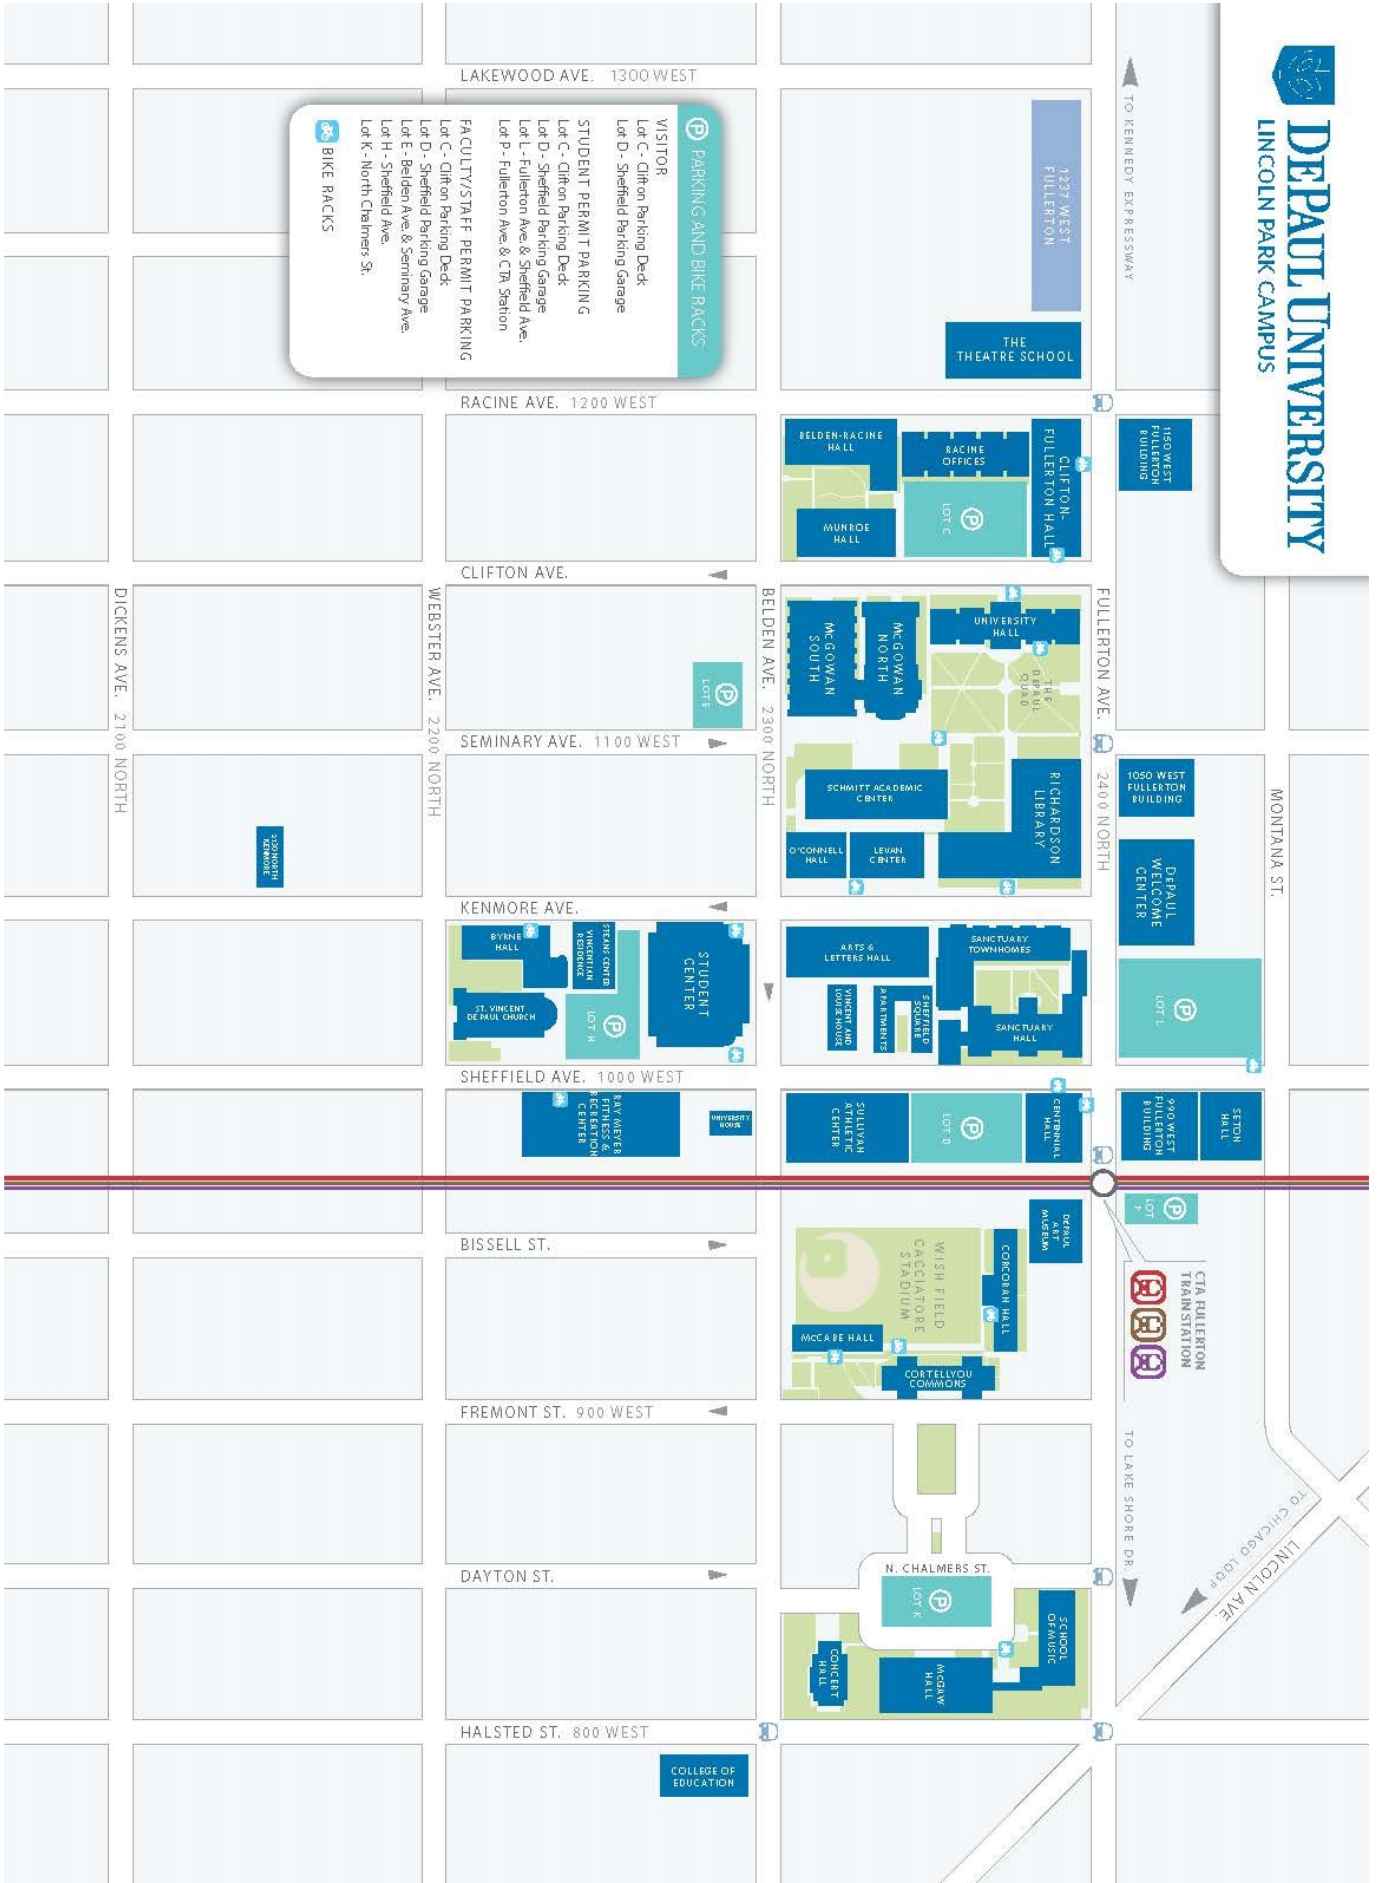 DEPAUL UNIVERSITY
LINCOLN PARK CAMPUS
PARKING AND BIKE RACKS
VISITOR
Lot C - Clifton Parking Deck
Lot D - Sheffield Parking Garage
STUDENT PERMIT PARKING
Lot C - Clifton Parking Deck
Lot D - Sheffield Parking Garage
Lot L - Fullerton Ave. & Sheffield Ave.
Lot P - Fullerton Ave. & CTA Station
FACULTY/STAFF PERMIT PARKING
Lot C - Clifton Parking Deck
Lot D - Sheffield Parking Garage
Lot E - Belden Ave. & Seminary Ave.
Lot H - Sheffield Ave.
Lot K - North Chalmers St.
BIKE RACKS
LAKEWOOD AVE. 1300 WEST
TO KENNEDY EXPRESSWAY
1237 WEST
FULLERTON
THE
THEATRE SCHOOL
RACINE AVE. 1200 WEST
BELDEN-RACINE
HALL
RACINE
OFFICES
CLIFTON-
FULLERTON HALL
1150 WEST
FULLERTON
BUILDING
P
LOT C
MUNROE
HALL
CLIFTON AVE.
DICKENS AVE. 2100 NORTH
WEBSTER AVE. 2200 NORTH
BELDEN AVE. 2300 NORTH
FULLERTON AVE. 2400 NORTH
MONTANA ST.
McGOWAN
SOUTH
McGOWAN
NORTH
UNIVERSITY
HALL
THE
DEPAUL
QUAD
P
LOT E
SEMINARY AVE. 1100 WEST
SCHMITT ACADEMIC
CENTER
RICHARDSON
LIBRARY
1050 WEST
FULLERTON
BUILDING
2130 NORTH
KENMORE
O'CONNELL
HALL
LEVAN
CENTER
DEPAUL
WELCOME
CENTER
KENMORE AVE.
BYRNE
HALL
STEANS CENTER
VINCENTIAN
RESIDENCE
STUDENT
CENTER
ARTS &
LETTERS HALL
SANCTUARY
TOWNHOMES
ST. VINCENT
DE PAUL CHURCH
P
LOT H
VINCENT AND
LOUISE HOUSE
SHEFFIELD
SQUARE
APARTMENTS
SANCTUARY
HALL
P
LOT L
SHEFFIELD AVE. 1000 WEST
RAY MEYER
FITNESS &
RECREATION
CENTER
UNIVERSITY
HOUSE
SULLIVAN
ATHLETIC
CENTER
P
LOT D
CENTENNIAL
HALL
990 WEST
FULLERTON
BUILDING
SETON
HALL
P
LOT
P
DEPAUL
ART
MUSEUM
BISSELL ST.
WISH FIELD
CACCIATORE
STADIUM
CORCORAN HALL
CTA FULLERTON
TRAIN STATION
McCABE HALL
CORTELYOU
COMMONS
FREMONT ST. 900 WEST
TO LAKE SHORE DR.
TO CHICAGO LOOP
LINCOLN AVE.
N. CHALMERS ST.
DAYTON ST.
P
LOT K
SCHOOL
OF MUSIC
CONCERT
HALL
McGAW
HALL
HALSTED ST. 800 WEST
COLLEGE OF
EDUCATION